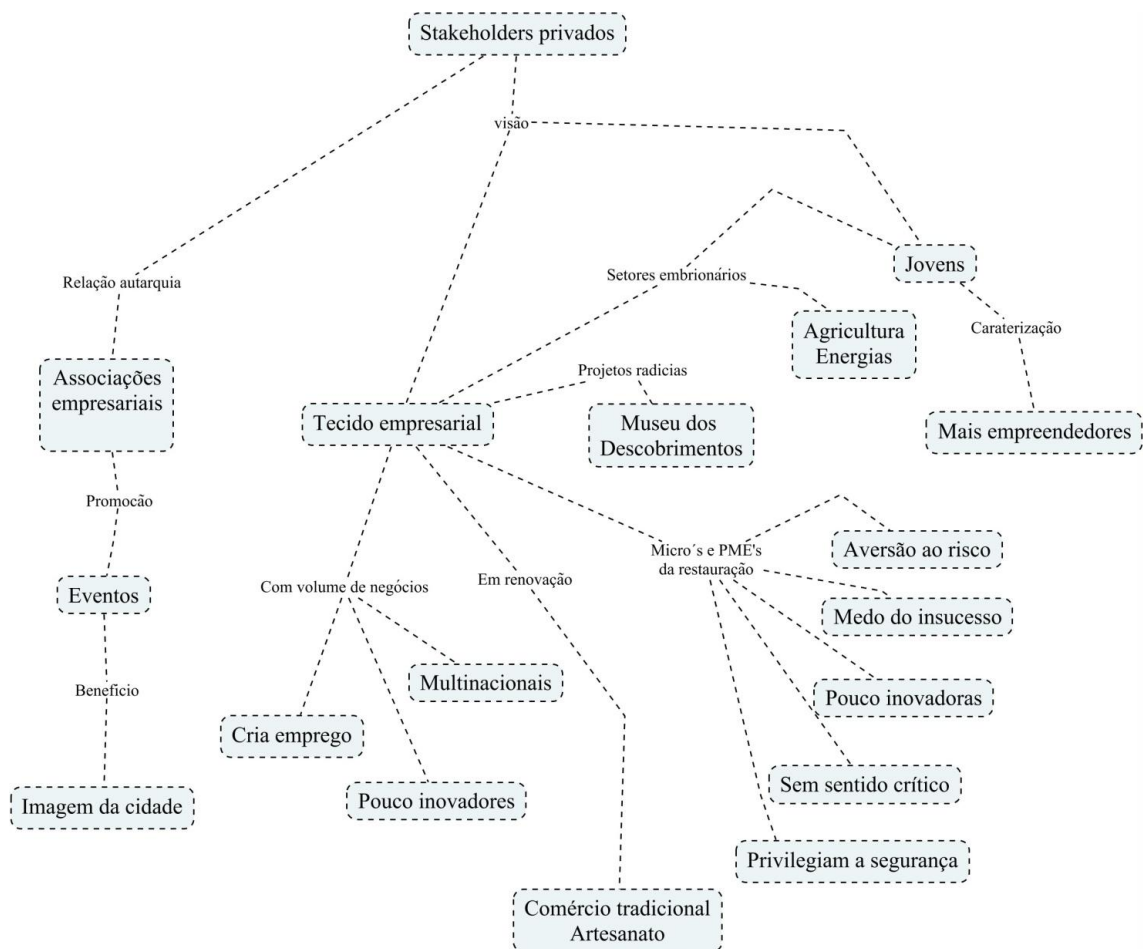 Stakeholders privados
visão
Relação autarquia
Setores embrionários
Jovens
Agricultura
Energias
Caraterização
Associações
empresariais
Projetos radicias
Tecido empresarial
Museu dos
Descobrimentos
Mais empreendedores
Promocão
Micro´s e PME's
da restauração
Aversão ao risco
Eventos
Com volume de negócios
Em renovação
Medo do insucesso
Benefício
Multinacionais
Pouco inovadoras
Cria emprego
Sem sentido crítico
Imagem da cidade
Pouco inovadores
Privilegiam a segurança
Comércio tradicional
Artesanato